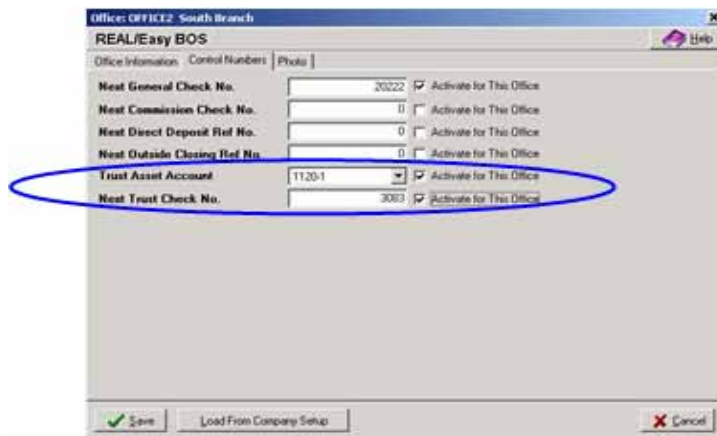 Office: OFFICE2 South Branch
REAL/Easy BOS Help
Office Information Control Numbers Photo
Next General Check No. 20222 Activate for This Office
Next Commission Check No. 0 Activate for This Office
Next Direct Deposit Ref No. 0 Activate for This Office
Next Outside Closing Ref No. 0 Activate for This Office
Trust Asset Account 1120-1 Activate for This Office
Next Trust Check No. 3083 Activate for This Office
Save Load From Company Setup Cancel